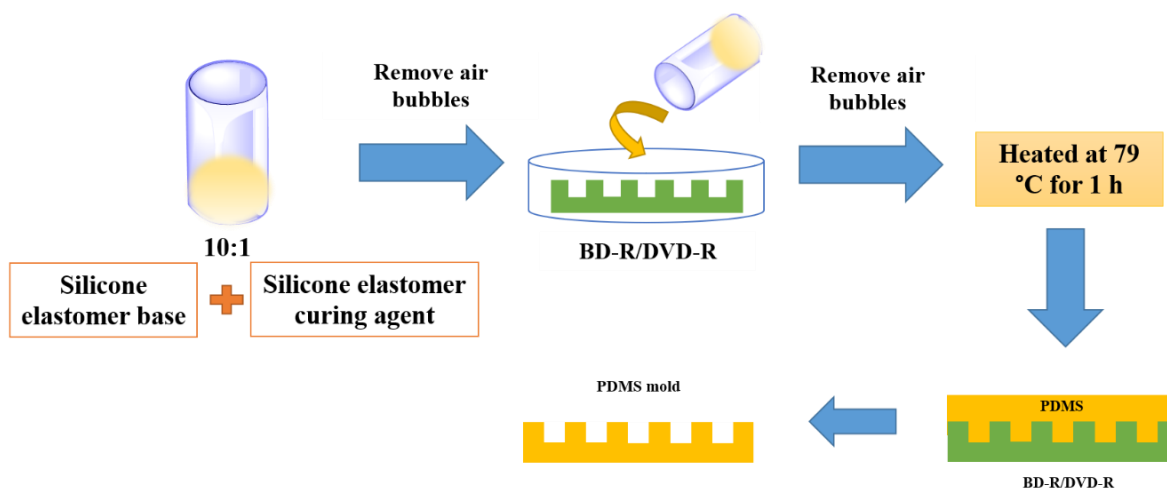 Remove air
bubbles
Remove air
bubbles
Heated at 79
°C for 1 h
10:1
BD-R/DVD-R
Silicone
elastomer base
Silicone elastomer
curing agent
PDMS mold
PDMS
BD-R/DVD-R